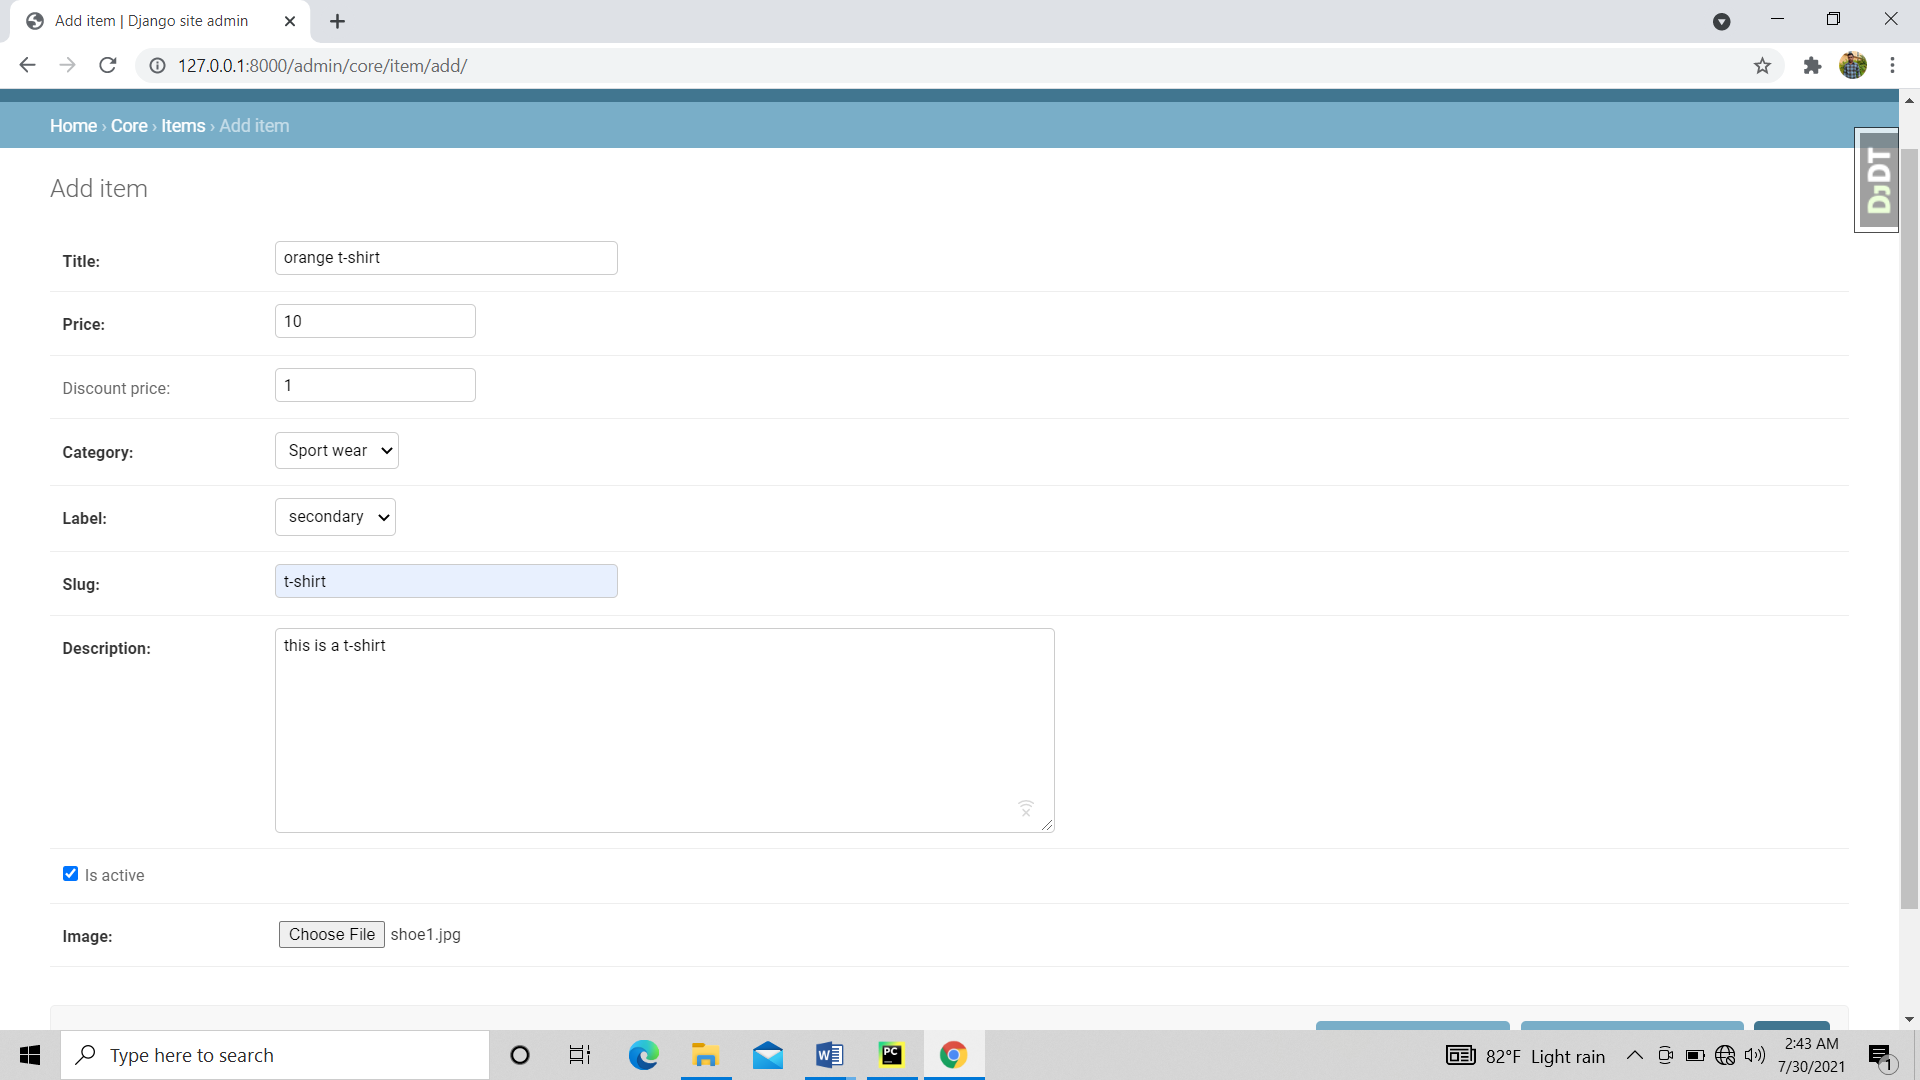 Add item | Django site admin
127.0.0.1:8000/admin/core/item/add/
Home › Core › Items › Add item
DjDT
Add item
Title: orange t-shirt
Price: 10
Discount price: 1
Category: Sport wear
Label: secondary
Slug: t-shirt
Description: this is a t-shirt
Is active
Image: Choose File shoe1.jpg
Type here to search
W
PC
82°F Light rain
2:43 AM
7/30/2021
1